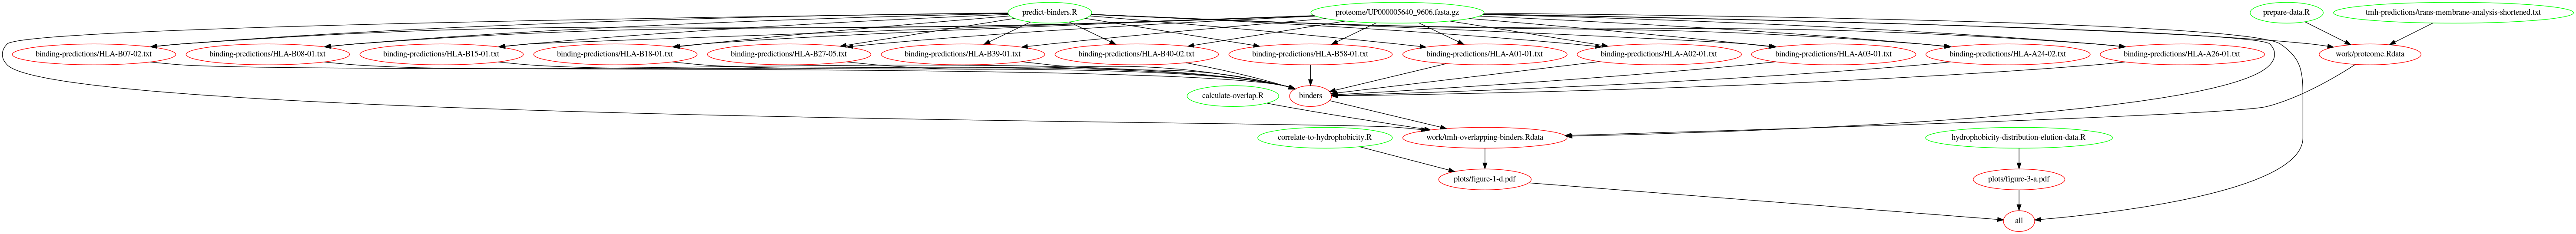 predict-binders.R
proteome/UP000005640_9606.fasta.gz
prepare-data.R
tmh-predictions/trans-membrane-analysis-shortened.txt
binding-predictions/HLA-B07-02.txt
binding-predictions/HLA-B08-01.txt
binding-predictions/HLA-B15-01.txt
binding-predictions/HLA-B18-01.txt
binding-predictions/HLA-B27-05.txt
binding-predictions/HLA-B39-01.txt
binding-predictions/HLA-B40-02.txt
binding-predictions/HLA-B58-01.txt
binding-predictions/HLA-A01-01.txt
binding-predictions/HLA-A02-01.txt
binding-predictions/HLA-A03-01.txt
binding-predictions/HLA-A24-02.txt
binding-predictions/HLA-A26-01.txt
work/proteome.Rdata
calculate-overlap.R
binders
correlate-to-hydrophobicity.R
work/tmh-overlapping-binders.Rdata
hydrophobicity-distribution-elution-data.R
plots/figure-1-d.pdf
plots/figure-3-a.pdf
all